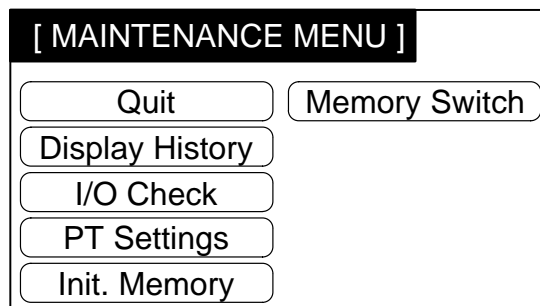 [ MAINTENANCE MENU ]
Quit
Memory Switch
Display History
I/O Check
PT Settings
Init. Memory